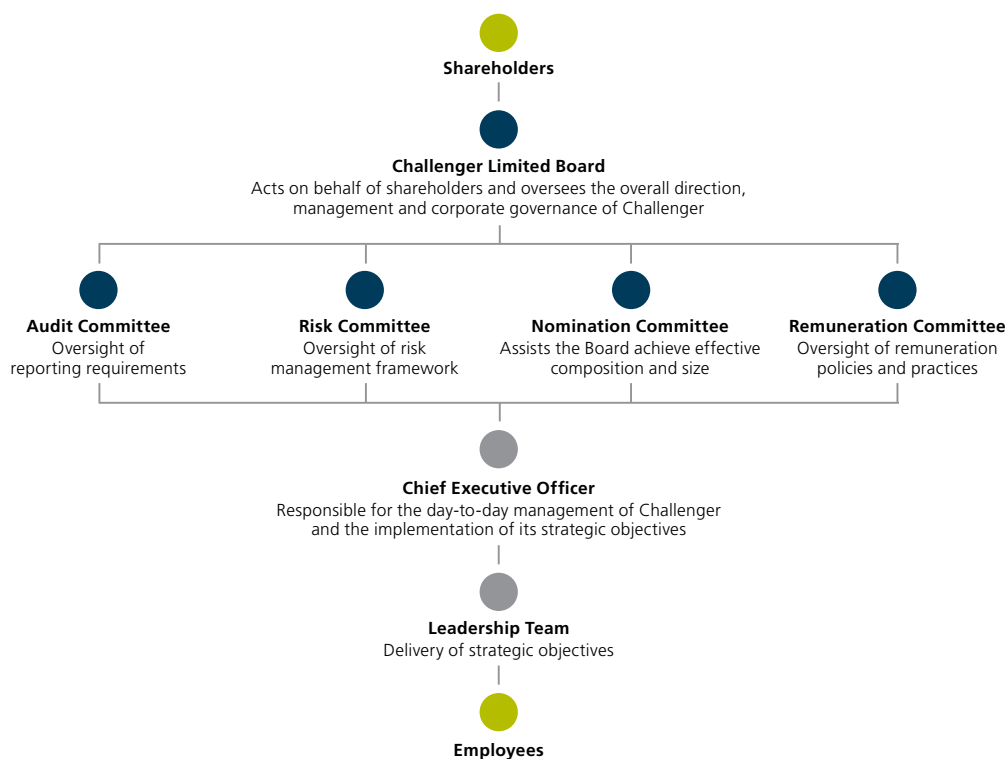 Shareholders
Challenger Limited Board
Acts on behalf of shareholders and oversees the overall direction,
management and corporate governance of Challenger
Audit Committee
Oversight of
reporting requirements
Risk Committee
Oversight of risk
management framework
Nomination Committee
Assists the Board achieve effective
composition and size
Remuneration Committee
Oversight of remuneration
policies and practices
Chief Executive Officer
Responsible for the day-to-day management of Challenger
and the implementation of its strategic objectives
Leadership Team
Delivery of strategic objectives
Employees